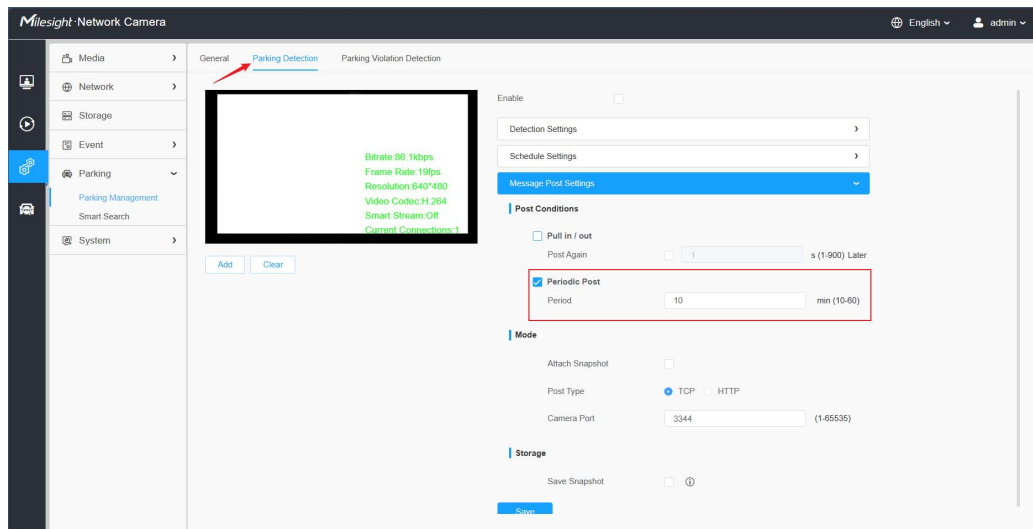 Milesight Network Camera
English
admin
Media
Network
Storage
Event
Parking
Parking Management
Smart Search
System
General Parking Detection Parking Violation Detection
Bitrate:86.1kbps
Frame Rate:19fps
Resolution:640*480
Video Codec:H.264
Smart Stream:Off
Current Connections:1
Add Clear
Enable
Detection Settings
Schedule Settings
Message Post Settings
Post Conditions
Pull in / out
Post Again 1 s (1-900) Later
Periodic Post
Period 10 min (10-60)
Mode
Attach Snapshot
Post Type TCP HTTP
Camera Port 3344 (1-65535)
Storage
Save Snapshot
Save